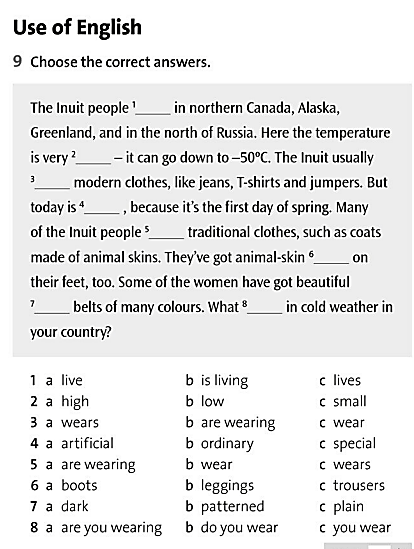 Use of English
9 Choose the correct answers.
The Inuit people ¹_____ in northern Canada, Alaska,
Greenland, and in the north of Russia. Here the temperature
is very ²_____ – it can go down to –50ºC. The Inuit usually
³_____ modern clothes, like jeans, T-shirts and jumpers. But
today is ⁴_____ , because it's the first day of spring. Many
of the Inuit people ⁵_____ traditional clothes, such as coats
made of animal skins. They've got animal-skin ⁶_____ on
their feet, too. Some of the women have got beautiful
⁷_____ belts of many colours. What ⁸_____ in cold weather in
your country?
1 a live b is living c lives
2 a high b low c small
3 a wears b are wearing c wear
4 a artificial b ordinary c special
5 a are wearing b wear c wears
6 a boots b leggings c trousers
7 a dark b patterned c plain
8 a are you wearing b do you wear c you wear